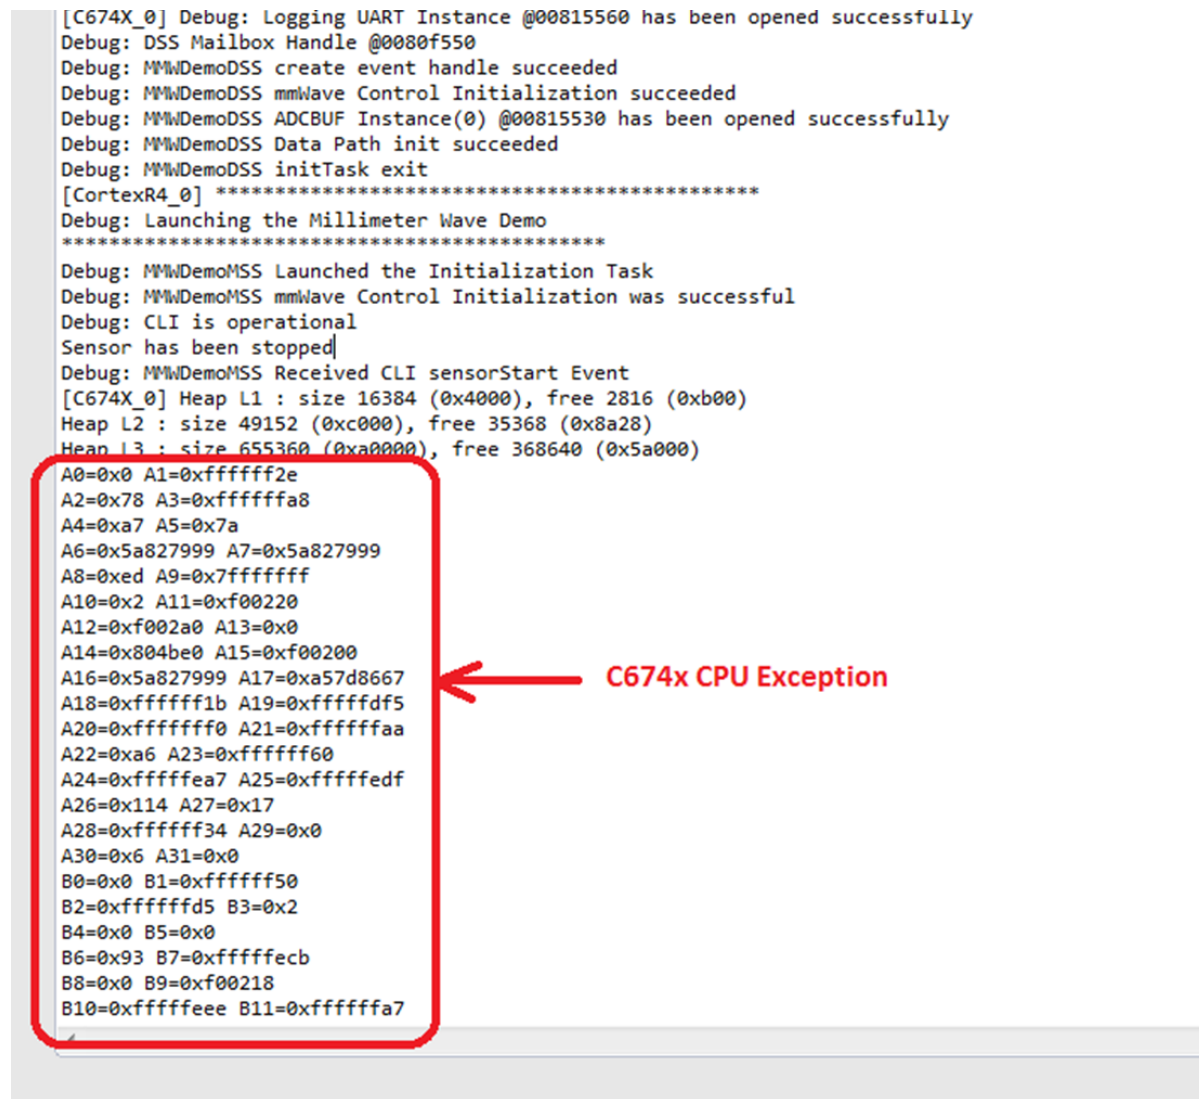 [C674X_0] Debug: Logging UART Instance @00815560 has been opened successfully
Debug: DSS Mailbox Handle @0080f550
Debug: MMWDemoDSS create event handle succeeded
Debug: MMWDemoDSS mmWave Control Initialization succeeded
Debug: MMWDemoDSS ADCBUF Instance(0) @00815530 has been opened successfully
Debug: MMWDemoDSS Data Path init succeeded
Debug: MMWDemoDSS initTask exit
[CortexR4_0] **********************************************
Debug: Launching the Millimeter Wave Demo
**********************************************
Debug: MMWDemoMSS Launched the Initialization Task
Debug: MMWDemoMSS mmWave Control Initialization was successful
Debug: CLI is operational
Sensor has been stopped
Debug: MMWDemoMSS Received CLI sensorStart Event
[C674X_0] Heap L1 : size 16384 (0x4000), free 2816 (0xb00)
Heap L2 : size 49152 (0xc000), free 35368 (0x8a28)
Heap L3 : size 655360 (0xa0000), free 368640 (0x5a000)
A0=0x0 A1=0xffffff2e
A2=0x78 A3=0xffffffa8
A4=0xa7 A5=0x7a
A6=0x5a827999 A7=0x5a827999
A8=0xed A9=0x7fffffff
A10=0x2 A11=0xf00220
A12=0xf002a0 A13=0x0
A14=0x804be0 A15=0xf00200
A16=0x5a827999 A17=0xa57d8667
C674x CPU Exception
A18=0xffffff1b A19=0xfffffdf5
A20=0xfffffff0 A21=0xffffffaa
A22=0xa6 A23=0xffffff60
A24=0xfffffea7 A25=0xfffffedf
A26=0x114 A27=0x17
A28=0xffffff34 A29=0x0
A30=0x6 A31=0x0
B0=0x0 B1=0xffffff50
B2=0xffffffd5 B3=0x2
B4=0x0 B5=0x0
B6=0x93 B7=0xfffffecb
B8=0x0 B9=0xf00218
B10=0xfffffeee B11=0xffffffa7